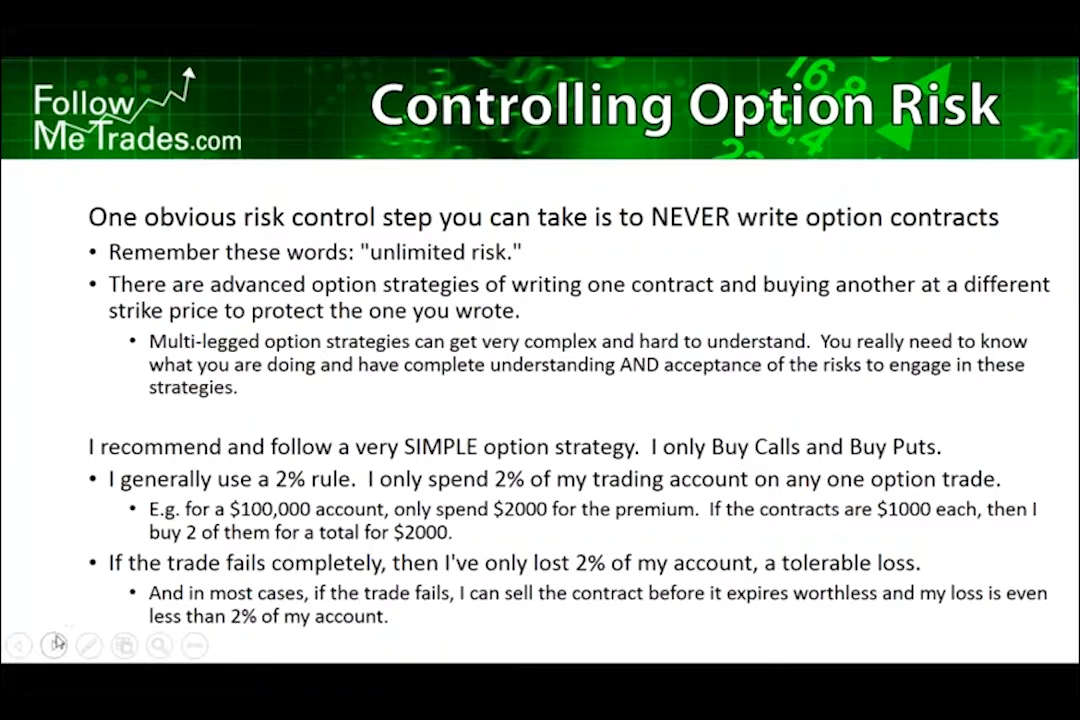 Follow
Me Trades.com
Controlling Option Risk
One obvious risk control step you can take is to NEVER write option contracts
• Remember these words: "unlimited risk."
• There are advanced option strategies of writing one contract and buying another at a different
strike price to protect the one you wrote.
• Multi-legged option strategies can get very complex and hard to understand.  You really need to know
what you are doing and have complete understanding AND acceptance of the risks to engage in these
strategies.
I recommend and follow a very SIMPLE option strategy.  I only Buy Calls and Buy Puts.
• I generally use a 2% rule.  I only spend 2% of my trading account on any one option trade.
• E.g. for a $100,000 account, only spend $2000 for the premium.  If the contracts are $1000 each, then I
buy 2 of them for a total for $2000.
• If the trade fails completely, then I've only lost 2% of my account, a tolerable loss.
• And in most cases, if the trade fails, I can sell the contract before it expires worthless and my loss is even
less than 2% of my account.